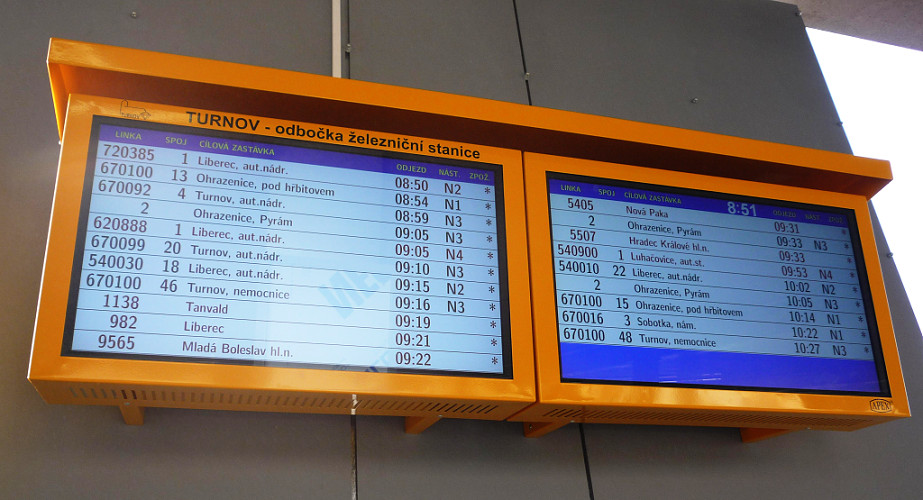 TURNOV - odbočka železniční stanice
LINKA SPOJ CÍLOVÁ ZASTÁVKA ODJEZD NÁST. ZPOŽ.
720385 1 Liberec, aut.nádr. 08:50 N2 *
670100 13 Ohrazenice, pod hřbitovem 08:54 N1 *
670092 4 Turnov, aut.nádr. 08:59 N3 *
2 Ohrazenice, Pyrám 09:05 N3 *
620888 1 Liberec, aut.nádr. 09:05 N4 *
670099 20 Turnov, aut.nádr. 09:10 N3 *
540030 18 Liberec, aut.nádr. 09:15 N2 *
670100 46 Turnov, nemocnice 09:16 N3 *
1138 Tanvald 09:19 *
982 Liberec 09:21 *
9565 Mladá Boleslav hl.n. 09:22 *
LINKA SPOJ CÍLOVÁ ZASTÁVKA 8:51 ODJEZD NÁST. ZPOŽ.
5405 Nová Paka 09:31 *
2 Ohrazenice, Pyrám 09:33 N3 *
5507 Hradec Králové hl.n. 09:33 *
540900 1 Luhačovice, aut.st. 09:53 N4 *
540010 22 Liberec, aut.nádr. 10:02 N2 *
2 Ohrazenice, Pyrám 10:05 N3 *
670100 15 Ohrazenice, pod hřbitovem 10:14 N1 *
670016 3 Sobotka, nám. 10:22 N1 *
670100 48 Turnov, nemocnice 10:27 N3 *
APEX